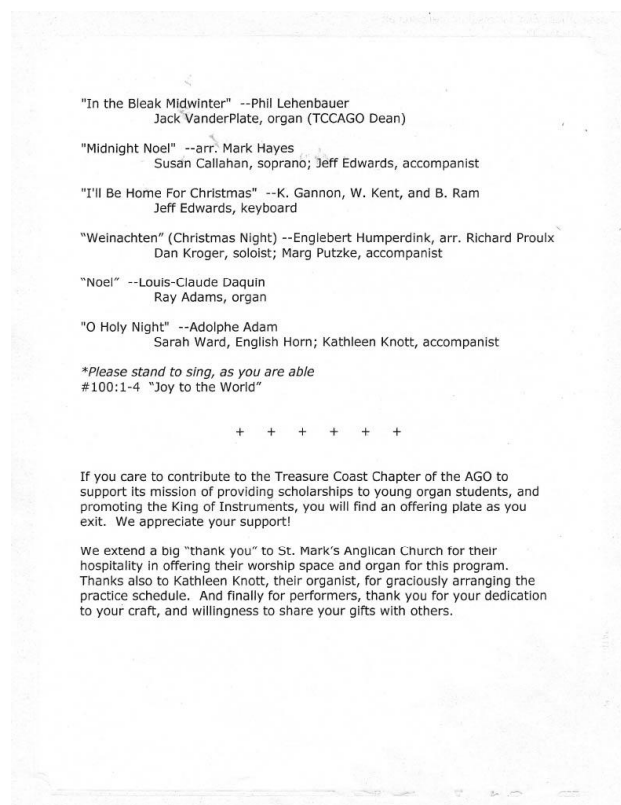 "In the Bleak Midwinter" --Phil Lehenbauer
Jack VanderPlate, organ (TCCAGO Dean)
"Midnight Noel" --arr. Mark Hayes
Susan Callahan, soprano; Jeff Edwards, accompanist
"I'll Be Home For Christmas" --K. Gannon, W. Kent, and B. Ram
Jeff Edwards, keyboard
"Weinachten" (Christmas Night) --Englebert Humperdink, arr. Richard Proulx
Dan Kroger, soloist; Marg Putzke, accompanist
"Noel" --Louis-Claude Daquin
Ray Adams, organ
"O Holy Night" --Adolphe Adam
Sarah Ward, English Horn; Kathleen Knott, accompanist
*Please stand to sing, as you are able
#100:1-4 "Joy to the World"
+ + + + + +
If you care to contribute to the Treasure Coast Chapter of the AGO to
support its mission of providing scholarships to young organ students, and
promoting the King of Instruments, you will find an offering plate as you
exit. We appreciate your support!
We extend a big "thank you" to St. Mark's Anglican Church for their
hospitality in offering their worship space and organ for this program.
Thanks also to Kathleen Knott, their organist, for graciously arranging the
practice schedule. And finally for performers, thank you for your dedication
to your craft, and willingness to share your gifts with others.